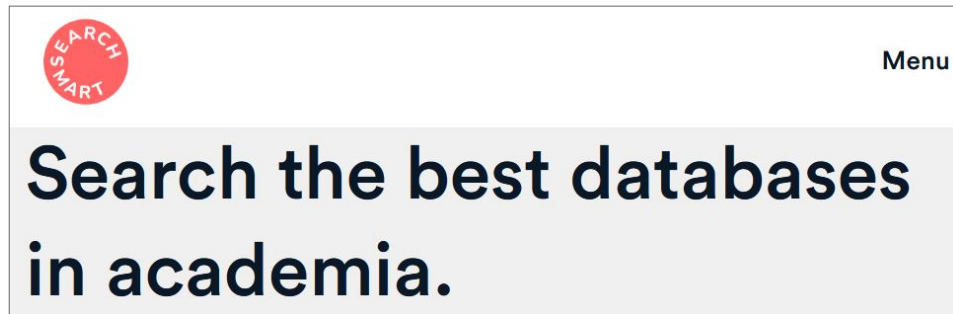 SEARCH
SMART
Menu
Search the best databases
in academia.